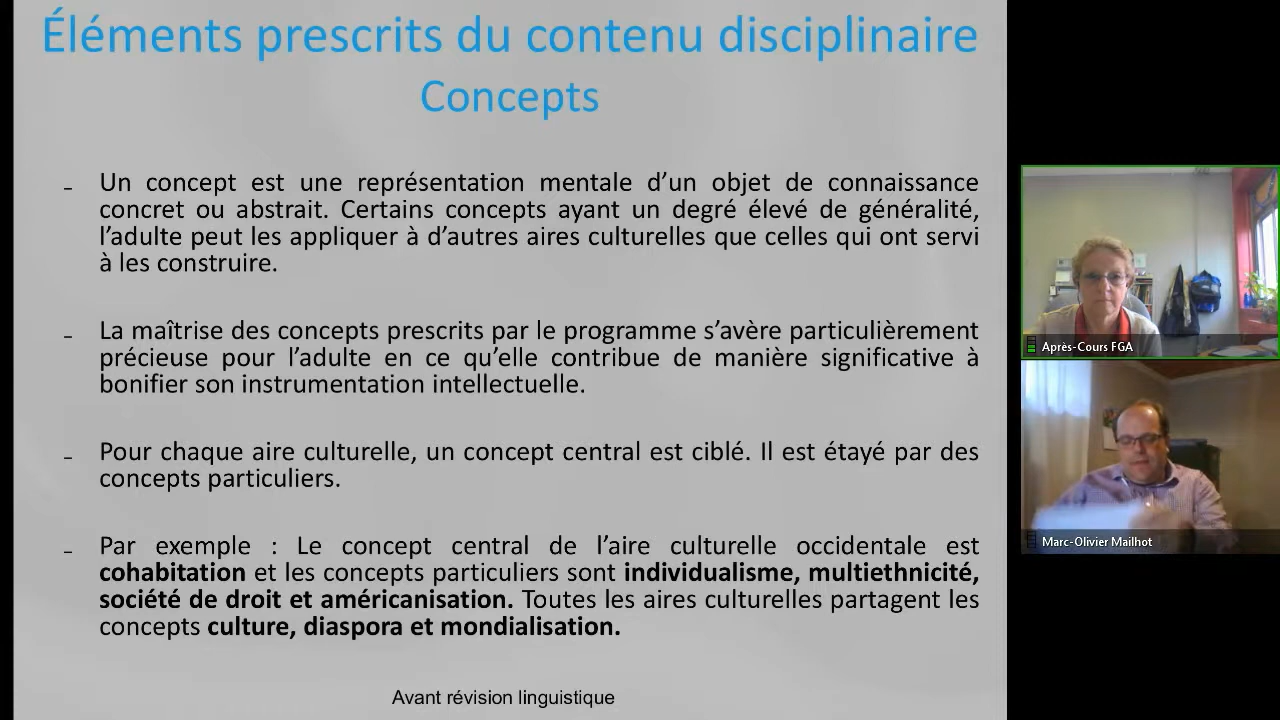 Éléments prescrits du contenu disciplinaire
Concepts
- Un concept est une représentation mentale d’un objet de connaissance
concret ou abstrait. Certains concepts ayant un degré élevé de généralité,
l’adulte peut les appliquer à d’autres aires culturelles que celles qui ont servi
à les construire.
- La maîtrise des concepts prescrits par le programme s’avère particulièrement
précieuse pour l’adulte en ce qu’elle contribue de manière significative à
bonifier son instrumentation intellectuelle.
- Pour chaque aire culturelle, un concept central est ciblé. Il est étayé par des
concepts particuliers.
- Par exemple : Le concept central de l’aire culturelle occidentale est
cohabitation et les concepts particuliers sont individualisme, multiethnicité,
société de droit et américanisation. Toutes les aires culturelles partagent les
concepts culture, diaspora et mondialisation.
Avant révision linguistique
Après-Cours FGA
Marc-Olivier Mailhot